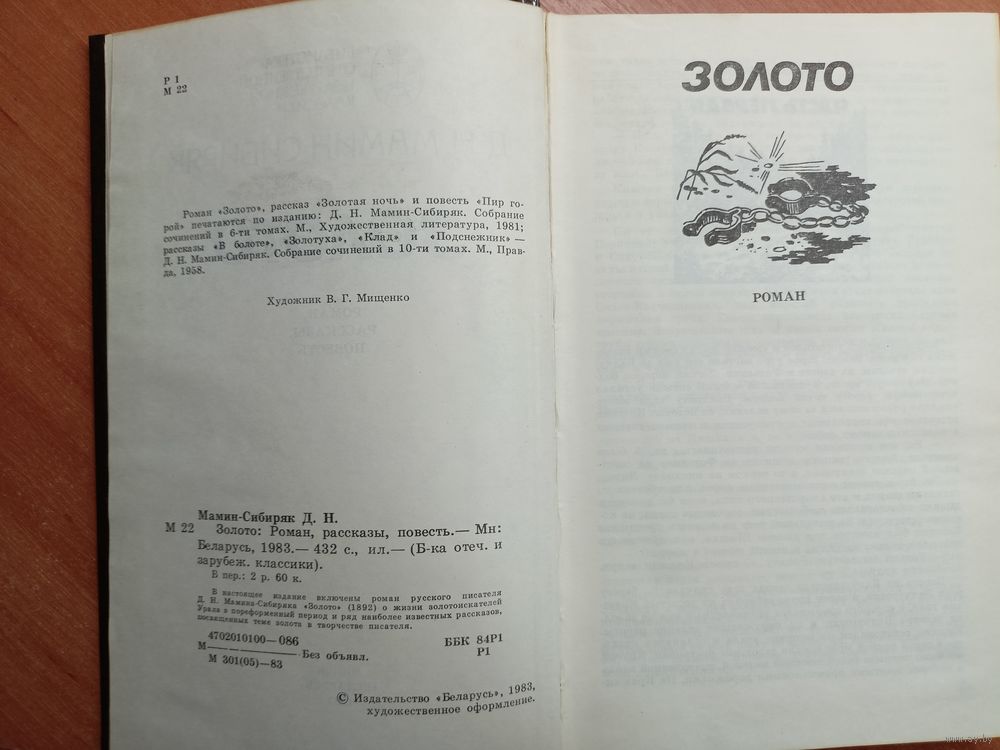 Р 1
М 22
Роман «Золото», рассказ «Золотая ночь» и повесть «Пир го-
рой» печатаются по изданию: Д. Н. Мамин-Сибиряк. Собрание
сочинений в 6-ти томах. М., Художественная литература, 1981;
рассказы «В болоте», «Золотуха», «Клад» и «Подснежник» —
Д. Н. Мамин-Сибиряк. Собрание сочинений в 10-ти томах. М., Прав-
да, 1958.
Художник В. Г. Мищенко
Мамин-Сибиряк Д. Н.
М 22 Золото: Роман, рассказы, повесть.— Мн:
Беларусь, 1983.— 432 с., ил.— (Б-ка отеч. и
зарубеж. классики).
В пер.: 2 р. 60 к.
В настоящее издание включены роман русского писателя
Д. Н. Мамина-Сибиряка «Золото» (1892) о жизни золотоискателей
Урала в пореформенный период и ряд наиболее известных рассказов,
посвященных теме золота в творчестве писателя.
4702010100—086
М————— Без объявл.
М 301(05)—83
ББК 84Р1
Р1
© Издательство «Беларусь», 1983,
художественное оформление.
ЗОЛОТО
РОМАН
www.ay.by